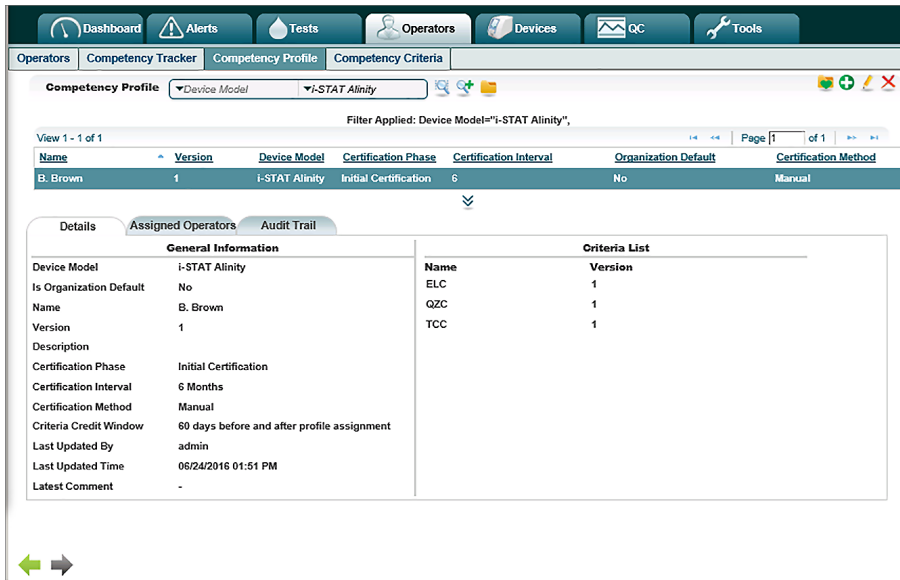 Dashboard Alerts Tests Operators Devices QC Tools
Operators Competency Tracker Competency Profile Competency Criteria
Competency Profile Device Model i-STAT Alinity
Filter Applied: Device Model="i-STAT Alinity",
View 1 - 1 of 1 Page 1 of 1
Name Version Device Model Certification Phase Certification Interval Organization Default Certification Method
B. Brown 1 i-STAT Alinity Initial Certification 6 No Manual
Details Assigned Operators Audit Trail
General Information Criteria List
Device Model i-STAT Alinity Name Version
Is Organization Default No ELC 1
Name B. Brown QZC 1
Version 1 TCC 1
Description
Certification Phase Initial Certification
Certification Interval 6 Months
Certification Method Manual
Criteria Credit Window 60 days before and after profile assignment
Last Updated By admin
Last Updated Time 06/24/2016 01:51 PM
Latest Comment -